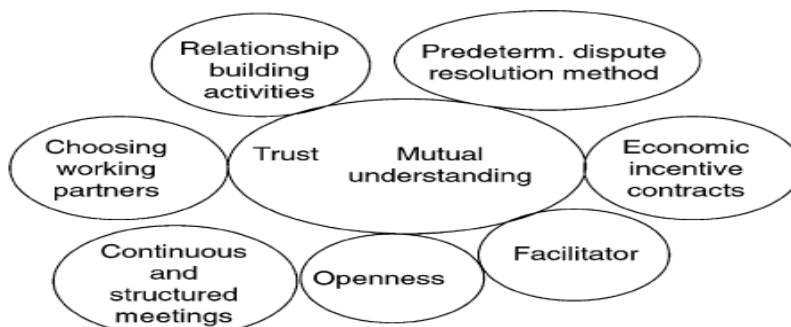 Relationship
building
activities
Predeterm. dispute
resolution method
Choosing
working
partners
Trust
Mutual
understanding
Economic
incentive
contracts
Continuous
and
structured
meetings
Openness
Facilitator